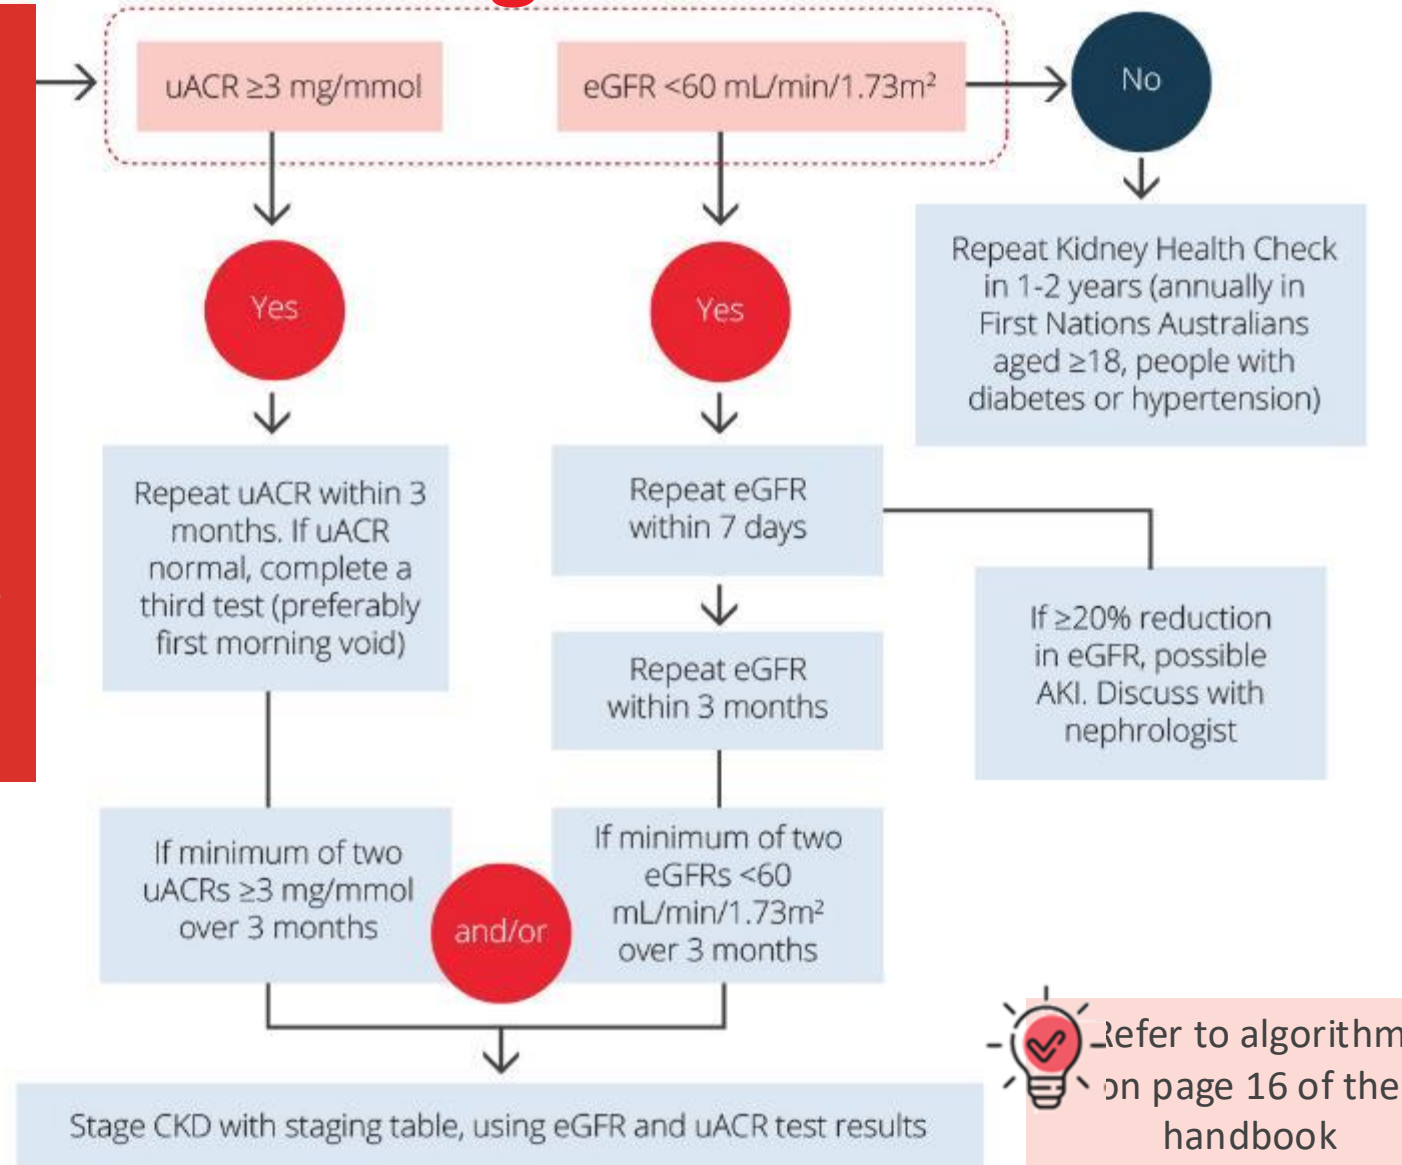 uACR ≥3 mg/mmol
eGFR <60 mL/min/1.73m²
No
Yes
Yes
Repeat Kidney Health Check
in 1-2 years (annually in
First Nations Australians
aged ≥18, people with
diabetes or hypertension)
Repeat uACR within 3
months. If uACR
normal, complete a
third test (preferably
first morning void)
Repeat eGFR
within 7 days
If ≥20% reduction
in eGFR, possible
AKI. Discuss with
nephrologist
Repeat eGFR
within 3 months
If minimum of two
uACRs ≥3 mg/mmol
over 3 months
and/or
If minimum of two
eGFRs <60
mL/min/1.73m²
over 3 months
Stage CKD with staging table, using eGFR and uACR test results
Refer to algorithm
on page 16 of the
handbook